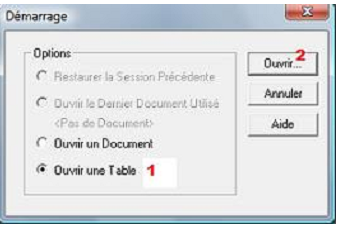 Démarrage
Options
Restaurer la Session Précédente
Ouvrir le Dernier Document Utilisé
<Pas de Document>
Ouvrir un Document
Ouvrir une Table 1
Ouvrir... 2
Annuler
Aide